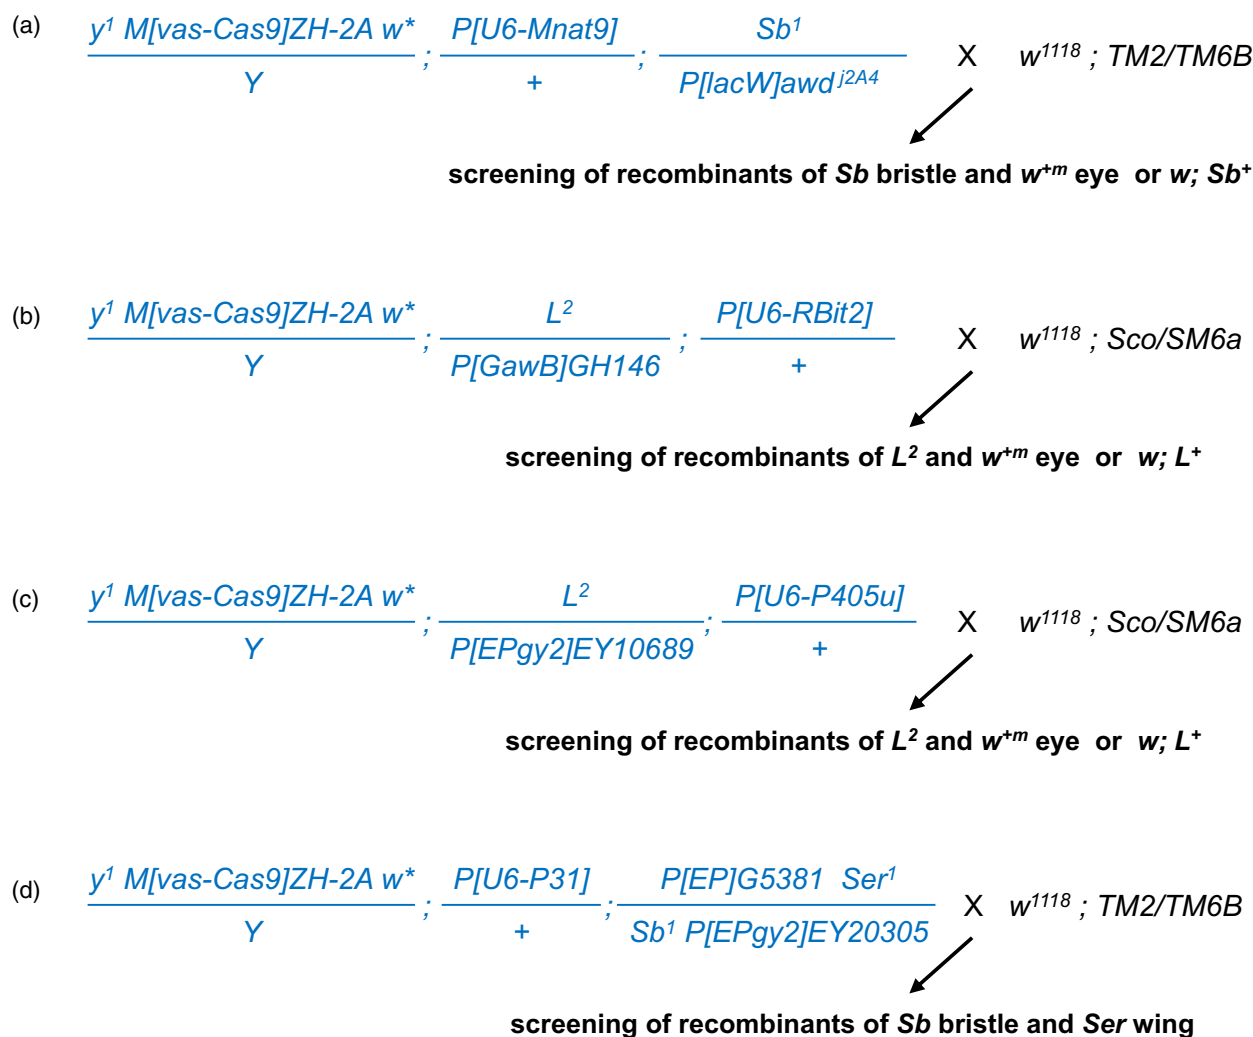 (a) y¹ M[vas-Cas9]ZH-2A w* P[U6-Mnat9] Sb¹
; ; X w¹¹¹⁸ ; TM2/TM6B
Y + P[lacW]awd ʲ²ᴬ⁴
screening of recombinants of Sb bristle and w⁺ᵐ eye or w; Sb⁺
(b) y¹ M[vas-Cas9]ZH-2A w* L² P[U6-RBit2]
; ; X w¹¹¹⁸ ; Sco/SM6a
Y P[GawB]GH146 +
screening of recombinants of L² and w⁺ᵐ eye or w; L⁺
(c) y¹ M[vas-Cas9]ZH-2A w* L² P[U6-P405u]
; ; X w¹¹¹⁸ ; Sco/SM6a
Y P[EPgy2]EY10689 +
screening of recombinants of L² and w⁺ᵐ eye or w; L⁺
(d) y¹ M[vas-Cas9]ZH-2A w* P[U6-P31] P[EP]G5381 Ser¹
; ; X w¹¹¹⁸ ; TM2/TM6B
Y + Sb¹ P[EPgy2]EY20305
screening of recombinants of Sb bristle and Ser wing